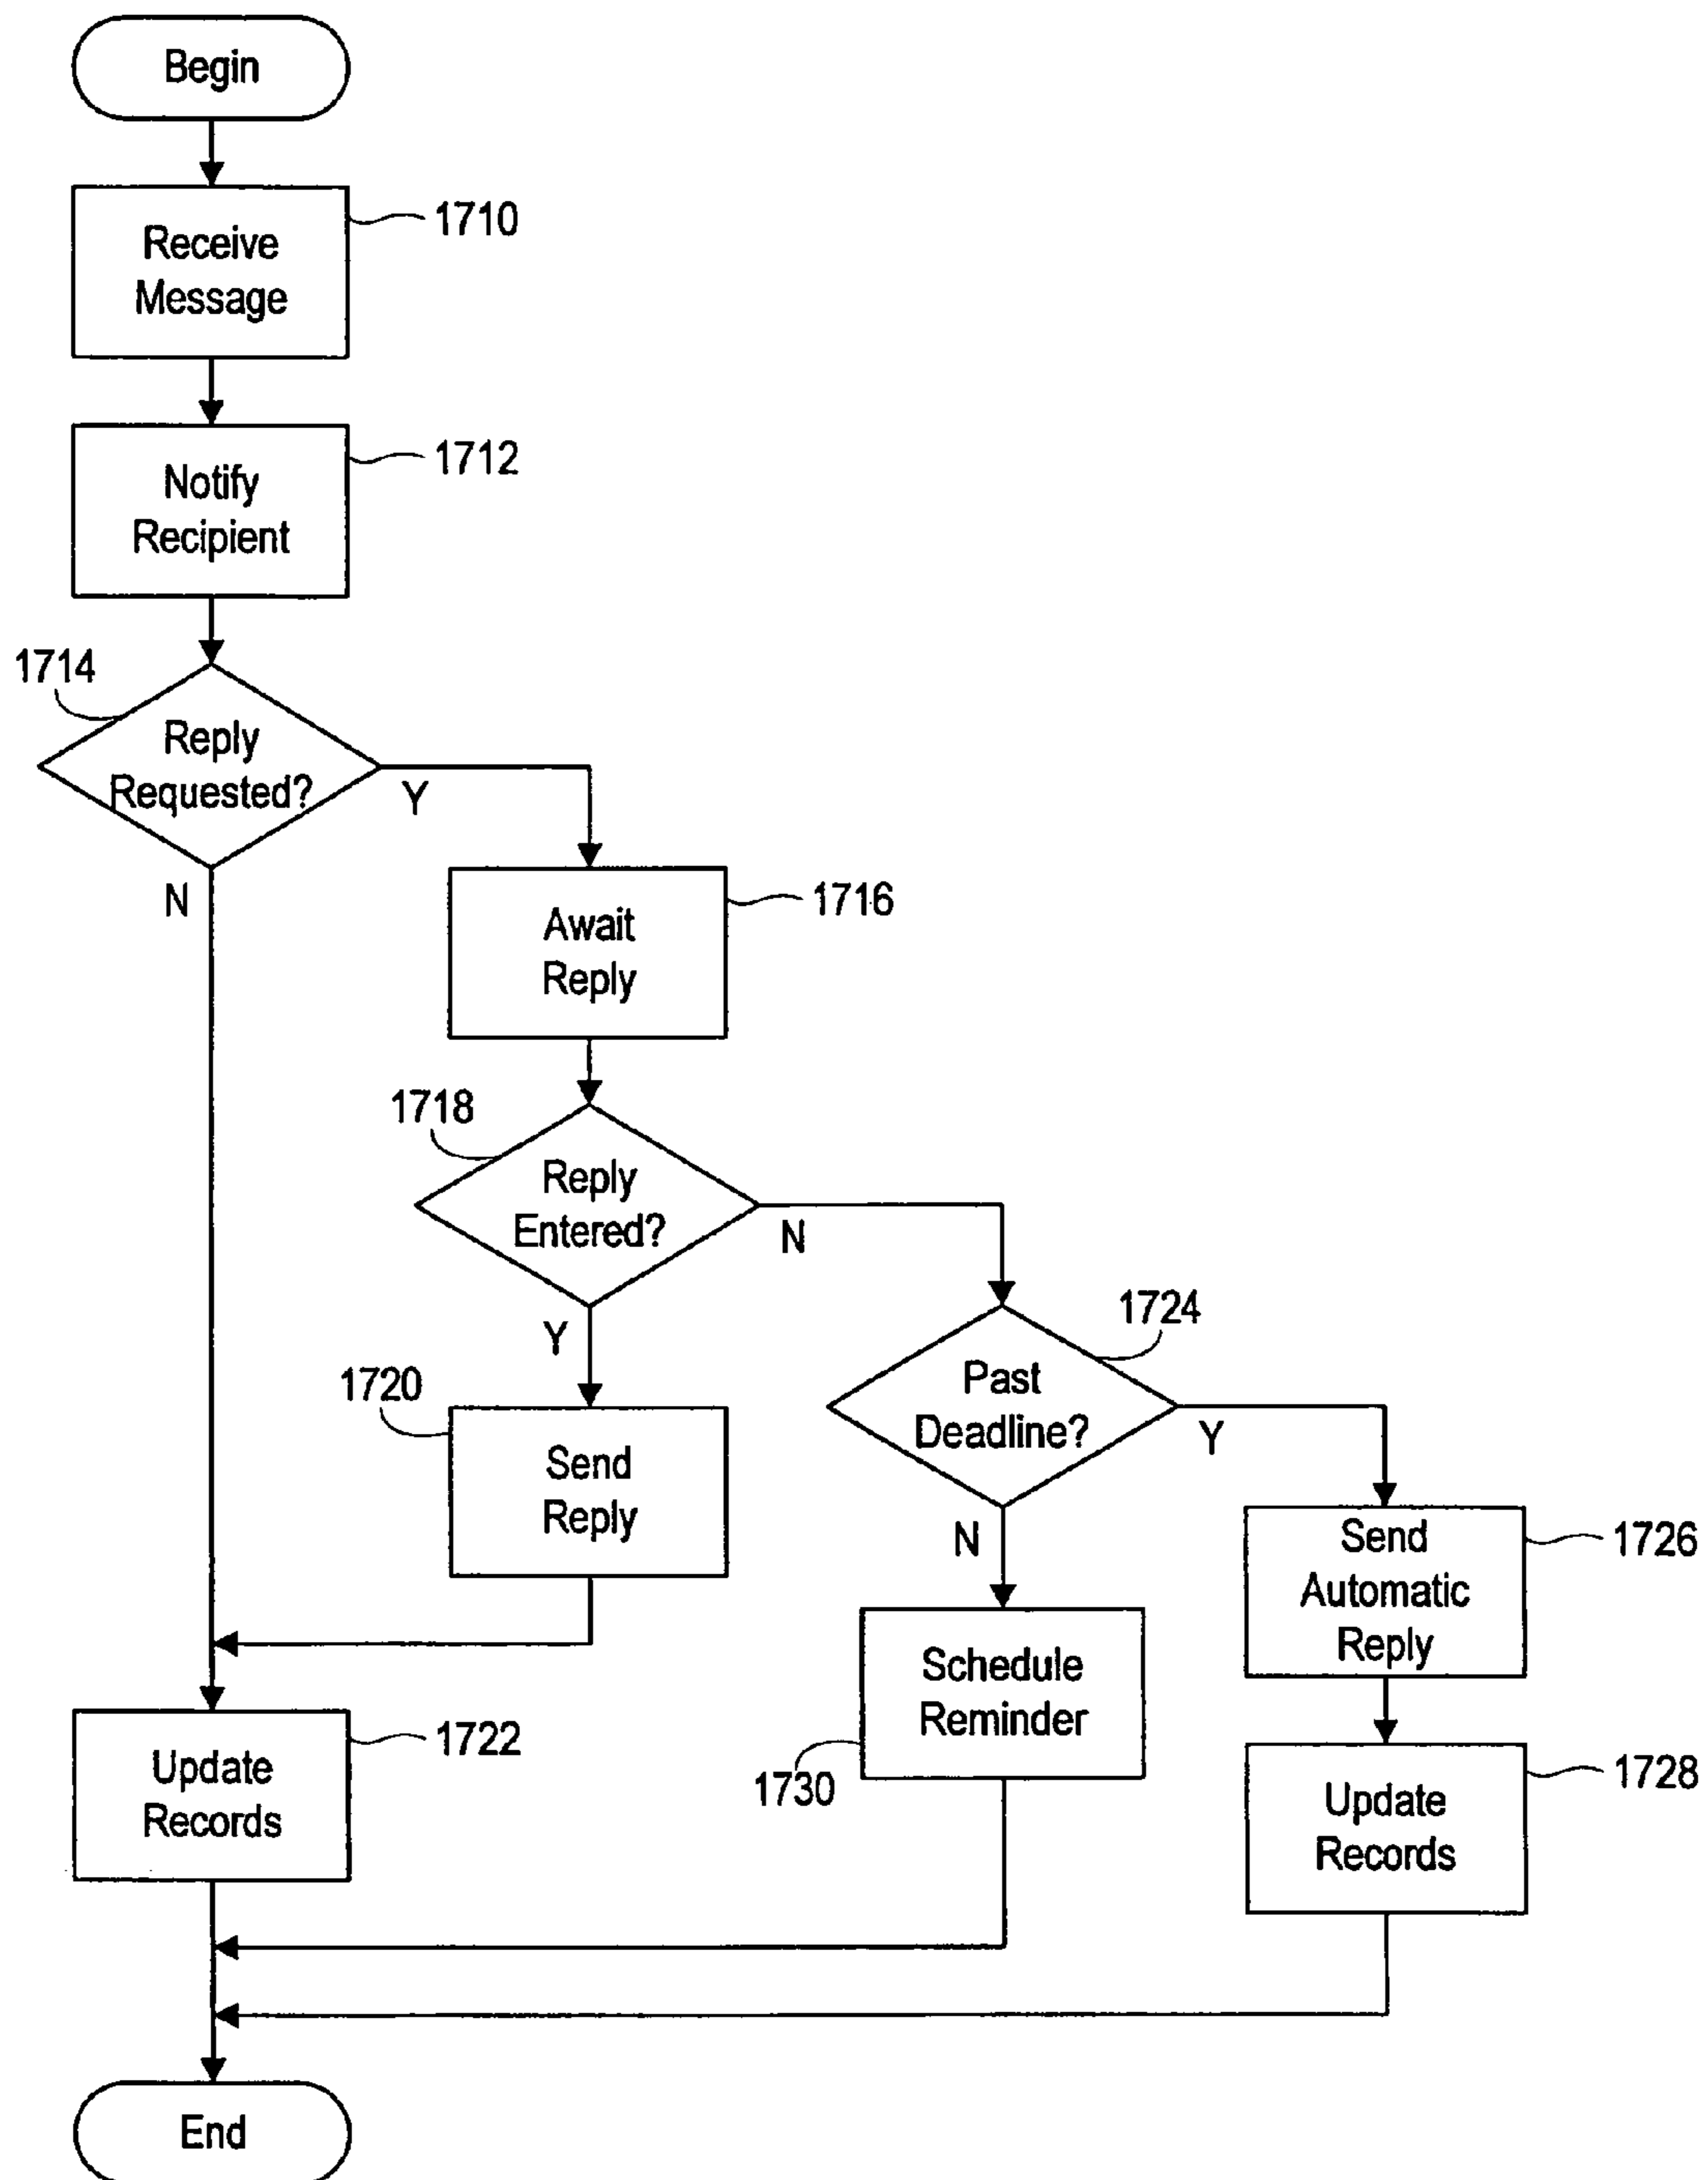 Begin
Receive
Message
1710
Notify
Recipient
1712
1714
Reply
Requested?
Y
N
Await
Reply
1716
1718
Reply
Entered?
N
Y
1724
Past
Deadline?
Y
N
1720
Send
Reply
Send
Automatic
Reply
1726
Schedule
Reminder
1730
Update
Records
1722
Update
Records
1728
End